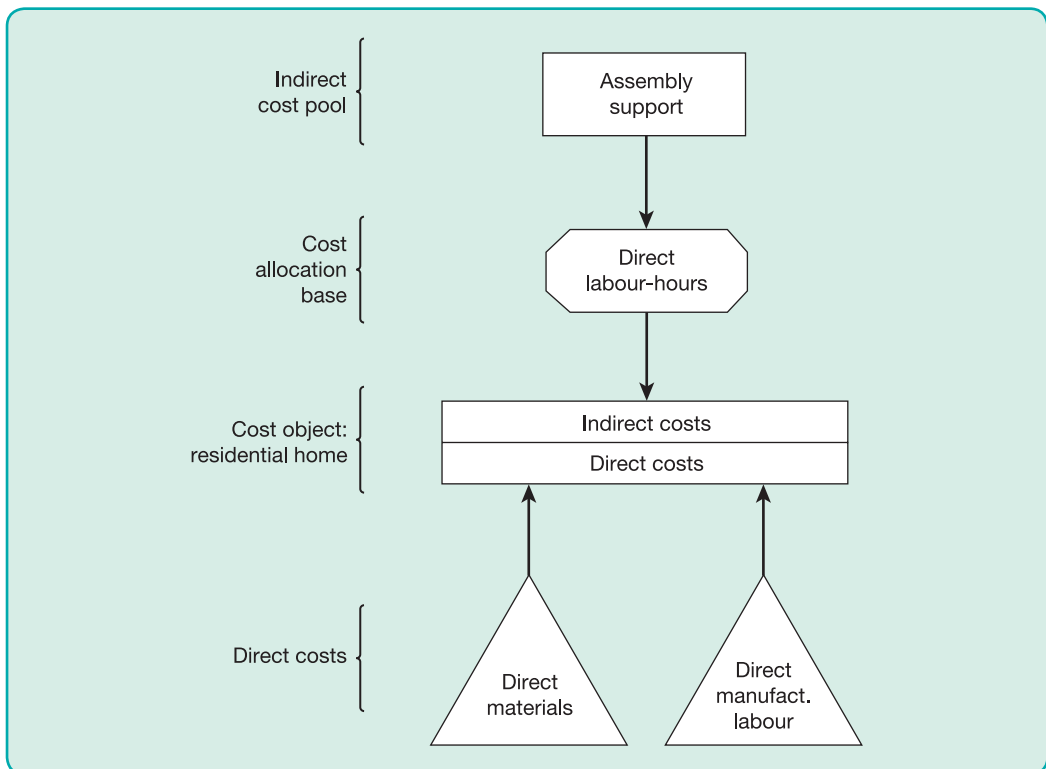 Indirect
cost pool
Assembly
support
Cost
allocation
base
Direct
labour-hours
Cost object:
residential home
Indirect costs
Direct costs
Direct costs
Direct
materials
Direct
manufact.
labour